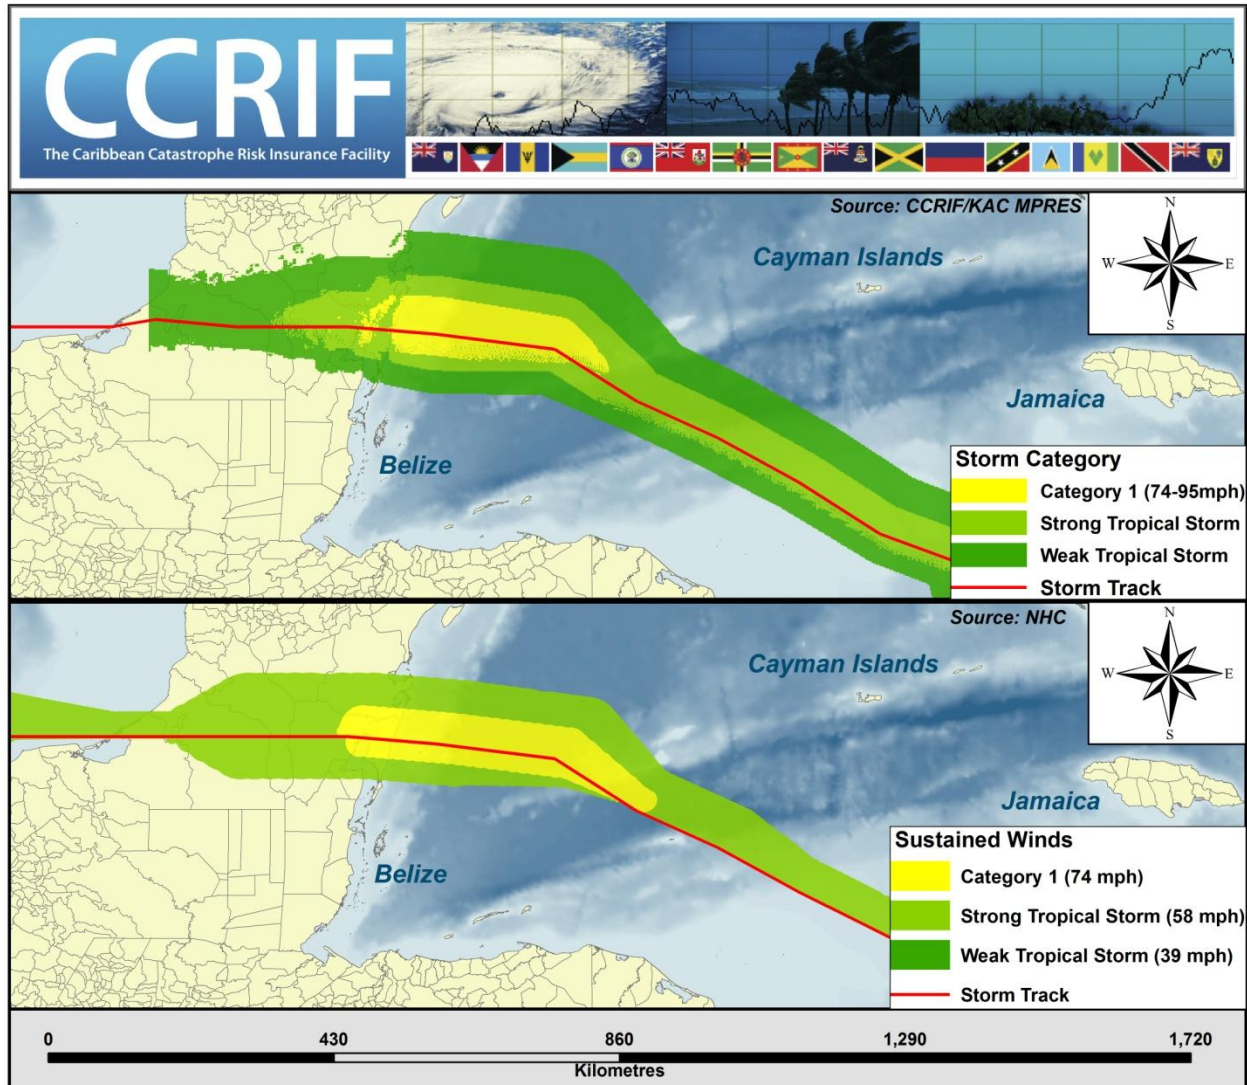 CCRIF
The Caribbean Catastrophe Risk Insurance Facility
Source: CCRIF/KAC MPRES
N
W E
S
Cayman Islands
Jamaica
Belize
Storm Category
Category 1 (74-95mph)
Strong Tropical Storm
Weak Tropical Storm
Storm Track
Source: NHC
N
W E
S
Cayman Islands
Jamaica
Belize
Sustained Winds
Category 1 (74 mph)
Strong Tropical Storm (58 mph)
Weak Tropical Storm (39 mph)
Storm Track
0 430 860 1,290 1,720
Kilometres